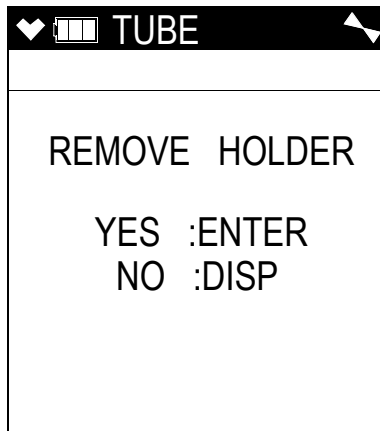 TUBE
REMOVE HOLDER
YES :ENTER
NO :DISP